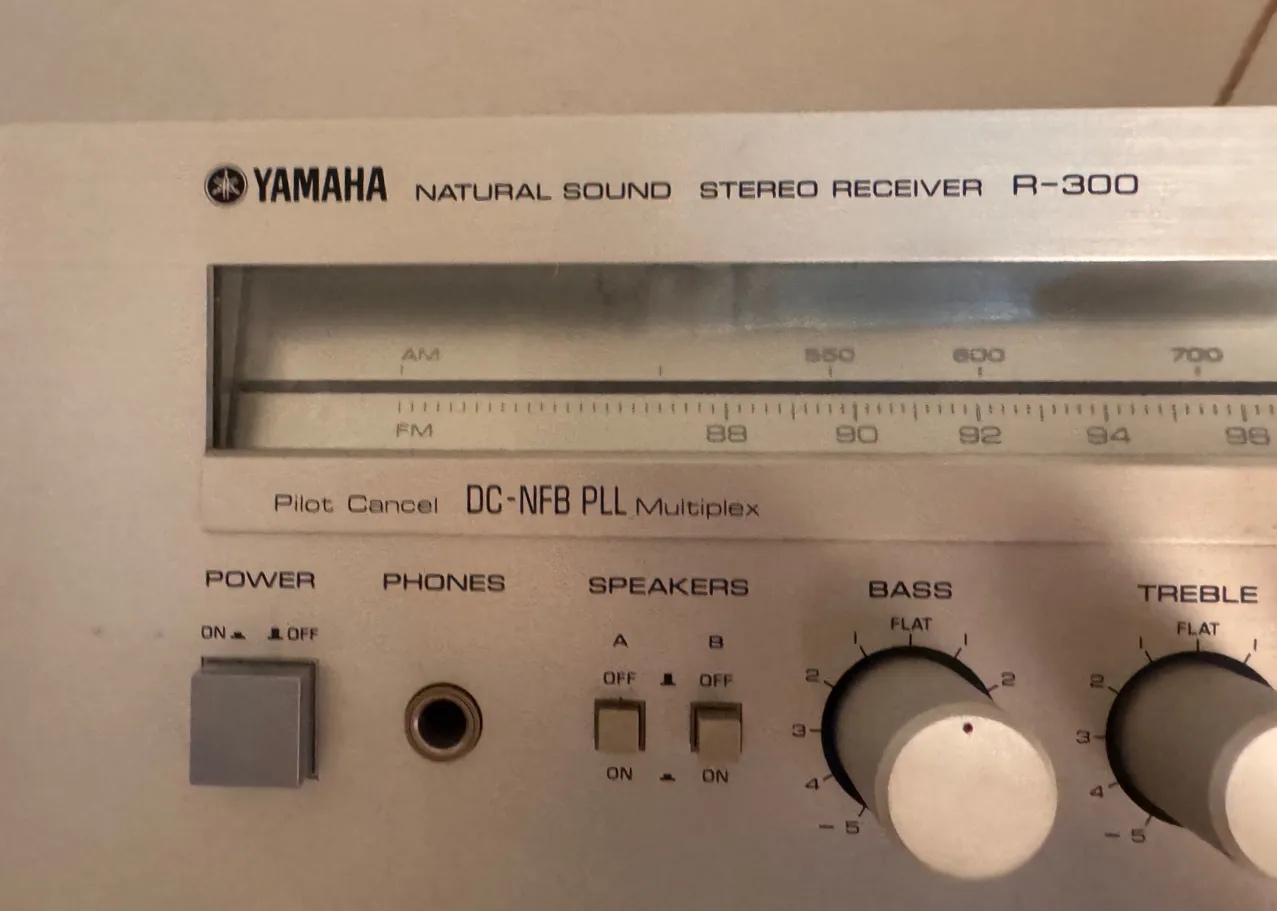 YAMAHA NATURAL SOUND STEREO RECEIVER R-300
AM 550 600 700
FM 88 90 92 94 96
Pilot Cancel DC-NFB PLL Multiplex
POWER PHONES SPEAKERS BASS TREBLE
ON OFF A B FLAT FLAT
OFF OFF 1 1 1 1
2 2 2
3 3
ON ON 4 4
- 5 - 5